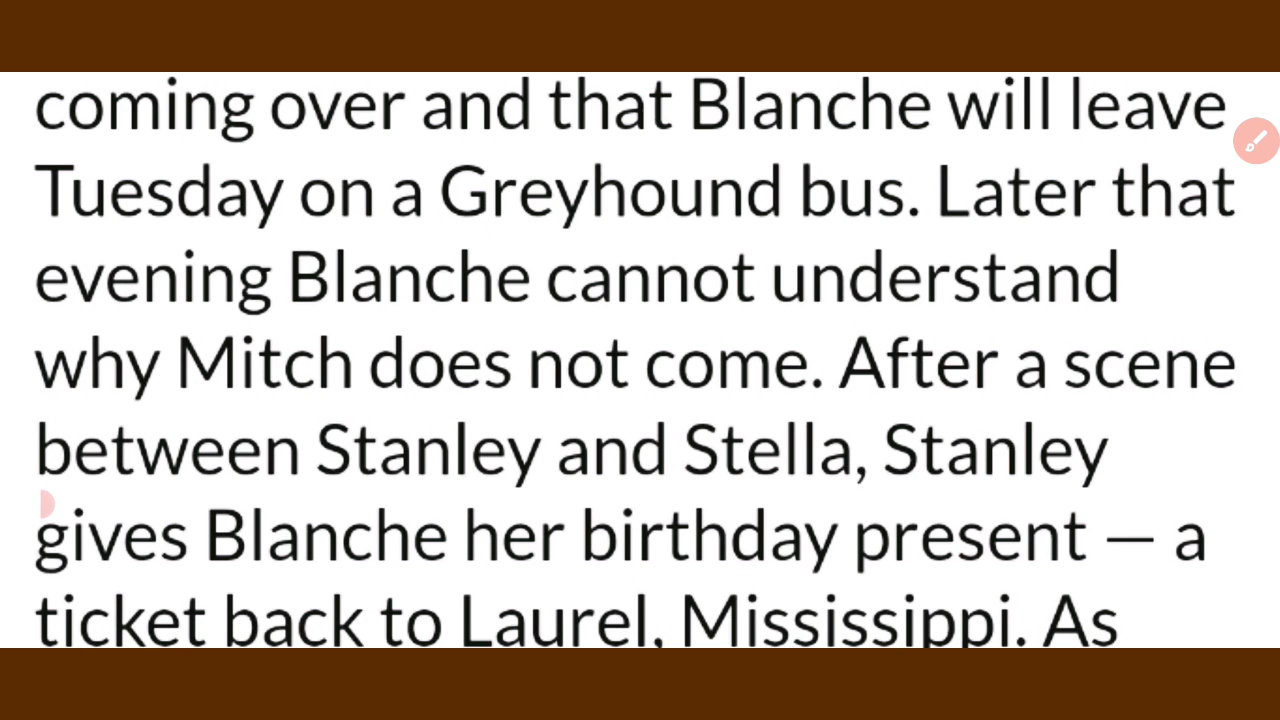 coming over and that Blanche will leave
Tuesday on a Greyhound bus. Later that
evening Blanche cannot understand
why Mitch does not come. After a scene
between Stanley and Stella, Stanley
gives Blanche her birthday present — a
ticket back to Laurel, Mississippi. As